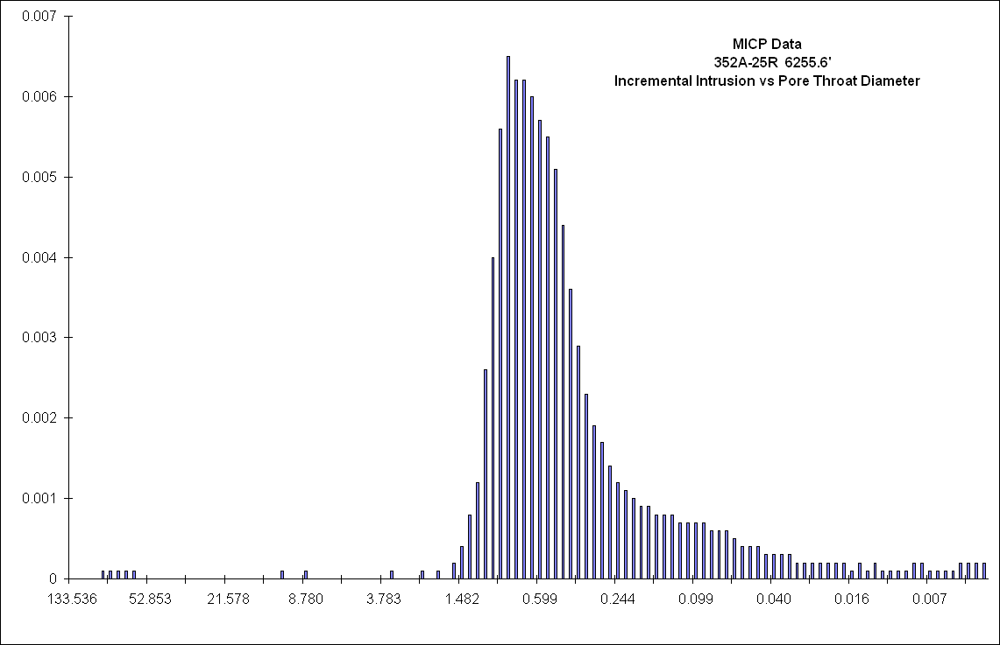 0.007
MICP Data
352A-25R 6255.6'
Incremental Intrusion vs Pore Throat Diameter
0.006
0.005
0.004
0.003
0.002
0.001
0
133.536 52.853 21.578 8.780 3.783 1.482 0.599 0.244 0.099 0.040 0.016 0.007